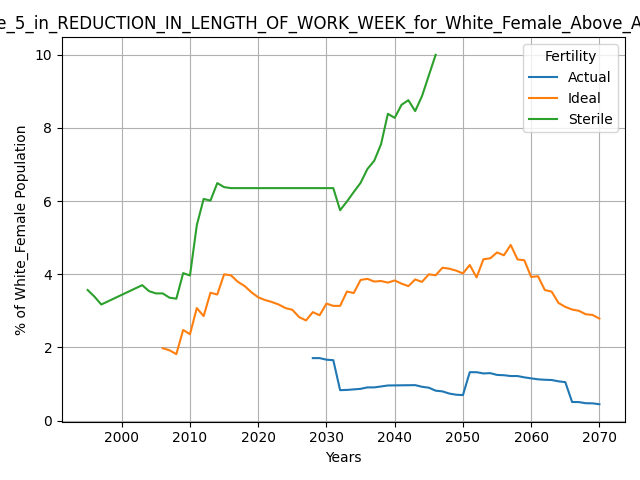 e_5_in_REDUCTION_IN_LENGTH_OF_WORK_WEEK_for_White_Female_Above_A
Fertility
Actual
Ideal
Sterile
% of White_Female Population
10
8
6
4
2
0
2000 2010 2020 2030 2040 2050 2060 2070
Years